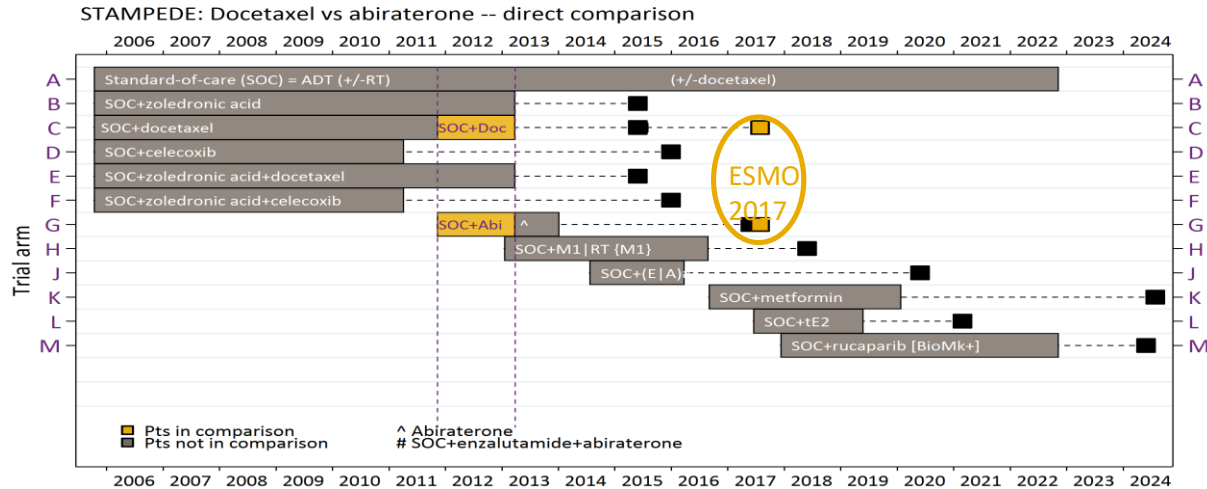 STAMPEDE: Docetaxel vs abiraterone -- direct comparison
2006 2007 2008 2009 2010 2011 2012 2013 2014 2015 2016 2017 2018 2019 2020 2021 2022 2023 2024
A Standard-of-care (SOC) = ADT (+/-RT) (+/-docetaxel) A
B SOC+zoledronic acid B
C SOC+docetaxel SOC+Doc C
D SOC+celecoxib D
E SOC+zoledronic acid+docetaxel E
F SOC+zoledronic acid+celecoxib F
ESMO
2017
G SOC+Abi ^ G
H SOC+M1|RT {M1} H
J SOC+(E|A) J
K SOC+metformin K
L SOC+tE2 L
M SOC+rucaparib [BioMk+] M
Trial arm
Pts in comparison ^ Abiraterone
Pts not in comparison # SOC+enzalutamide+abiraterone
2006 2007 2008 2009 2010 2011 2012 2013 2014 2015 2016 2017 2018 2019 2020 2021 2022 2023 2024